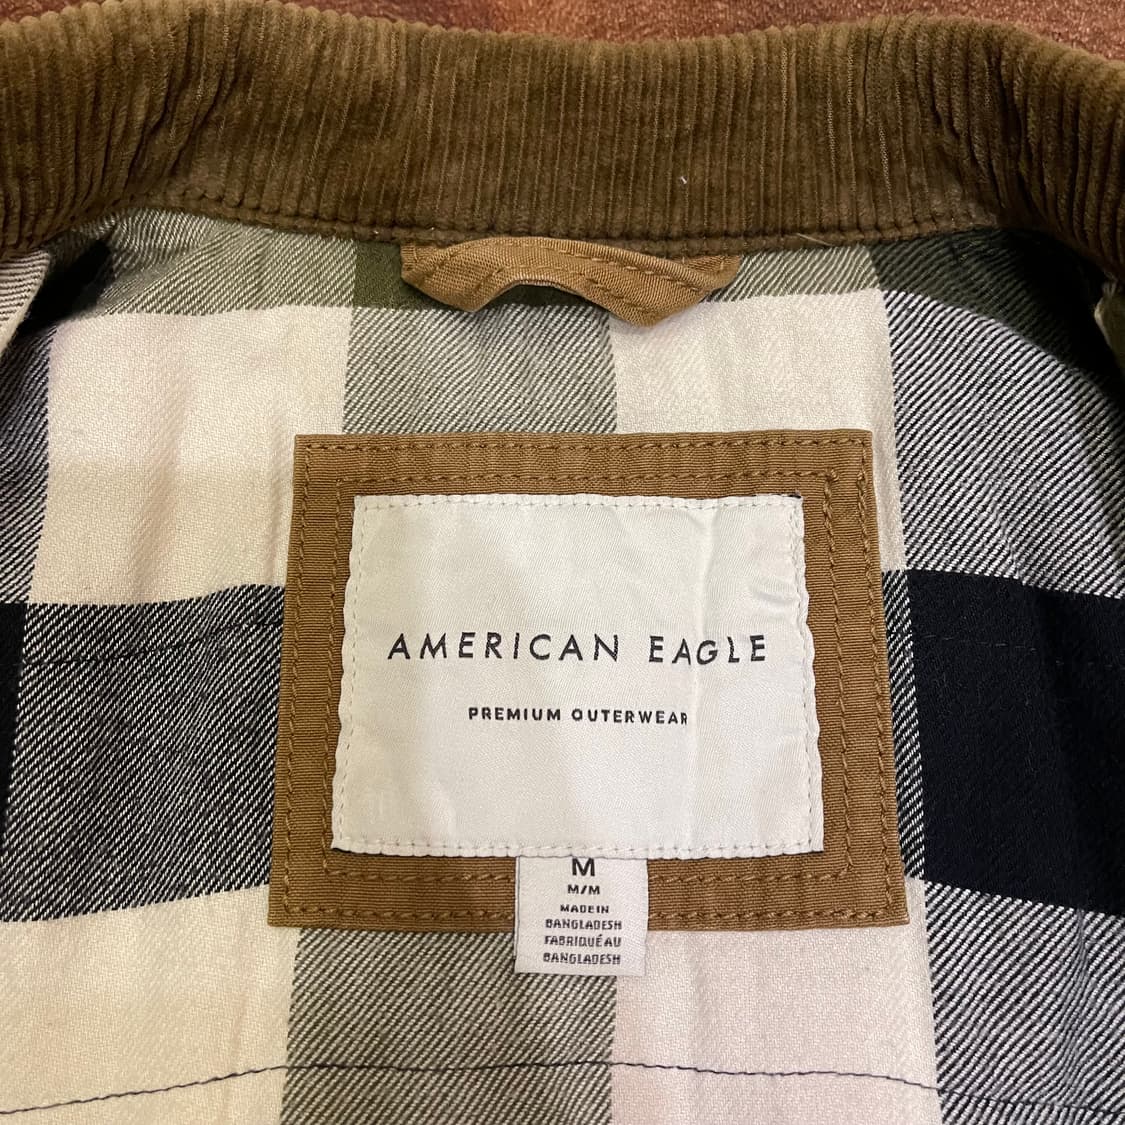 AMERICAN EAGLE
PREMIUM OUTERWEAR
M
M/M
MADE IN
BANGLADESH
FABRIQUÉ AU
BANGLADESH